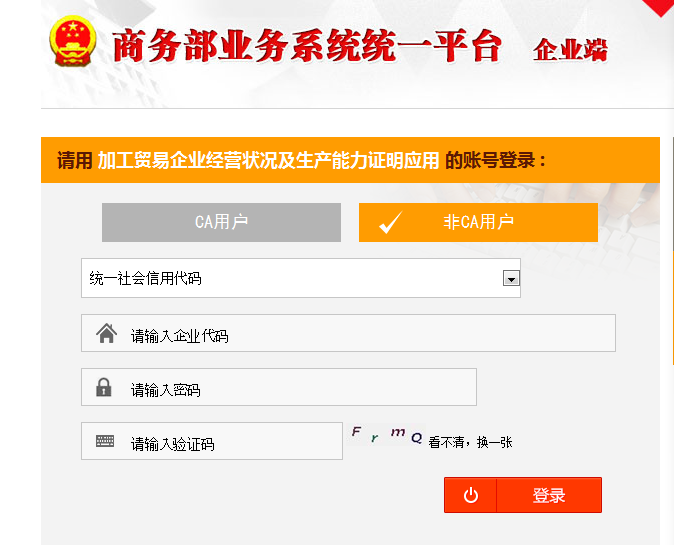 商务部业务系统统一平台 企业端
请用 加工贸易企业经营状况及生产能力证明应用 的账号登录：
CA用户 非CA用户
统一社会信用代码
请输入企业代码
请输入密码
请输入验证码 F r m Q 看不清，换一张
登录